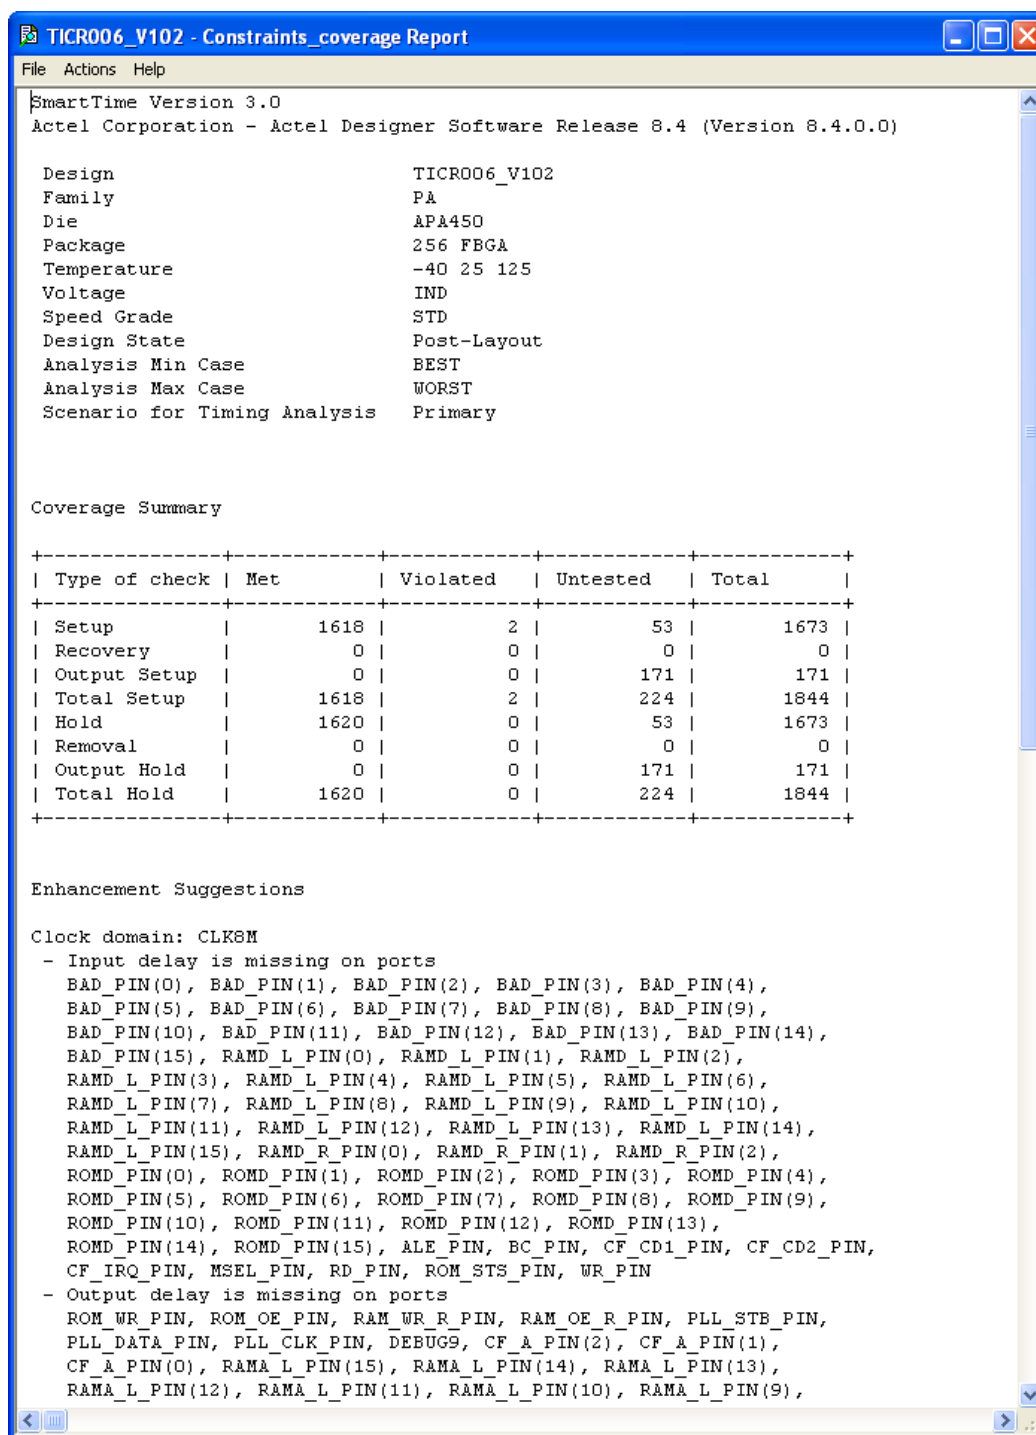 TICR006_V102 - Constraints_coverage Report
File Actions Help
SmartTime Version 3.0
Actel Corporation - Actel Designer Software Release 8.4 (Version 8.4.0.0)
Design TICR006_V102
Family PA
Die APA450
Package 256 FBGA
Temperature -40 25 125
Voltage IND
Speed Grade STD
Design State Post-Layout
Analysis Min Case BEST
Analysis Max Case WORST
Scenario for Timing Analysis Primary
Coverage Summary
+---------------+------------+------------+------------+------------+
| Type of check | Met | Violated | Untested | Total |
+---------------+------------+------------+------------+------------+
| Setup | 1618 | 2 | 53 | 1673 |
| Recovery | 0 | 0 | 0 | 0 |
| Output Setup | 0 | 0 | 171 | 171 |
| Total Setup | 1618 | 2 | 224 | 1844 |
| Hold | 1620 | 0 | 53 | 1673 |
| Removal | 0 | 0 | 0 | 0 |
| Output Hold | 0 | 0 | 171 | 171 |
| Total Hold | 1620 | 0 | 224 | 1844 |
+---------------+------------+------------+------------+------------+
Enhancement Suggestions
Clock domain: CLK8M
- Input delay is missing on ports
BAD_PIN(0), BAD_PIN(1), BAD_PIN(2), BAD_PIN(3), BAD_PIN(4),
BAD_PIN(5), BAD_PIN(6), BAD_PIN(7), BAD_PIN(8), BAD_PIN(9),
BAD_PIN(10), BAD_PIN(11), BAD_PIN(12), BAD_PIN(13), BAD_PIN(14),
BAD_PIN(15), RAMD_L_PIN(0), RAMD_L_PIN(1), RAMD_L_PIN(2),
RAMD_L_PIN(3), RAMD_L_PIN(4), RAMD_L_PIN(5), RAMD_L_PIN(6),
RAMD_L_PIN(7), RAMD_L_PIN(8), RAMD_L_PIN(9), RAMD_L_PIN(10),
RAMD_L_PIN(11), RAMD_L_PIN(12), RAMD_L_PIN(13), RAMD_L_PIN(14),
RAMD_L_PIN(15), RAMD_R_PIN(0), RAMD_R_PIN(1), RAMD_R_PIN(2),
ROMD_PIN(0), ROMD_PIN(1), ROMD_PIN(2), ROMD_PIN(3), ROMD_PIN(4),
ROMD_PIN(5), ROMD_PIN(6), ROMD_PIN(7), ROMD_PIN(8), ROMD_PIN(9),
ROMD_PIN(10), ROMD_PIN(11), ROMD_PIN(12), ROMD_PIN(13),
ROMD_PIN(14), ROMD_PIN(15), ALE_PIN, BC_PIN, CF_CD1_PIN, CF_CD2_PIN,
CF_IRQ_PIN, MSEL_PIN, RD_PIN, ROM_STS_PIN, WR_PIN
- Output delay is missing on ports
ROM_WR_PIN, ROM_OE_PIN, RAM_WR_R_PIN, RAM_OE_R_PIN, PLL_STB_PIN,
PLL_DATA_PIN, PLL_CLK_PIN, DEBUG9, CF_A_PIN(2), CF_A_PIN(1),
CF_A_PIN(0), RAMA_L_PIN(15), RAMA_L_PIN(14), RAMA_L_PIN(13),
RAMA_L_PIN(12), RAMA_L_PIN(11), RAMA_L_PIN(10), RAMA_L_PIN(9),